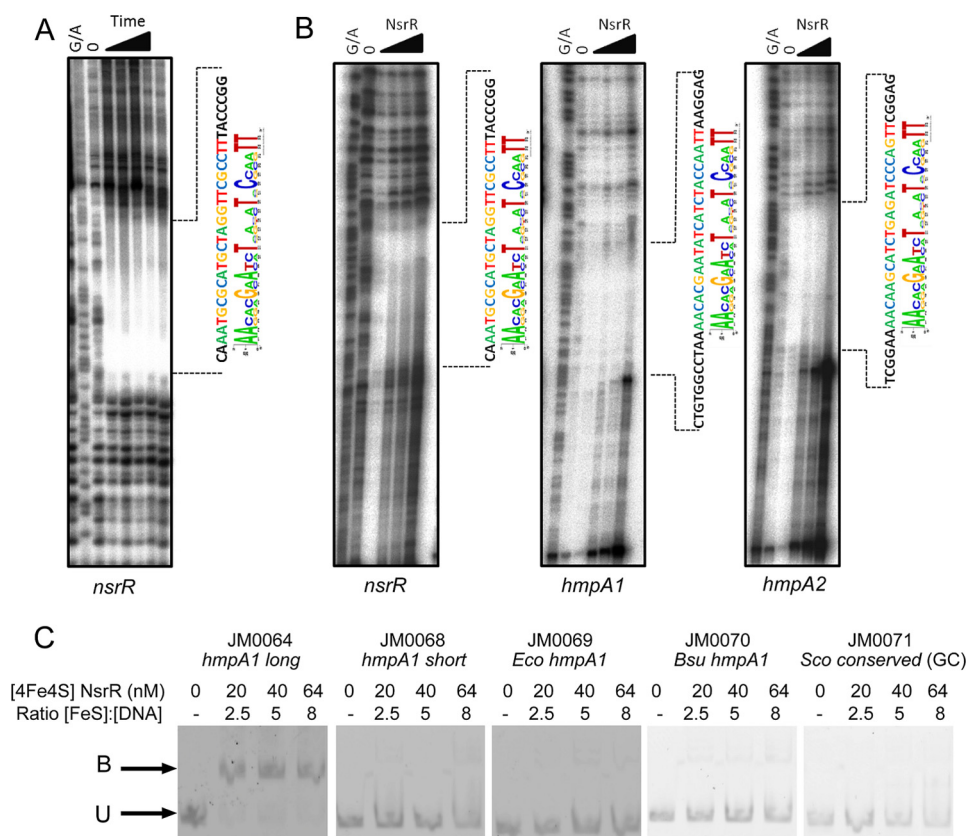 A
G/A
0
Time
CAAATGCGCATGCTAGGTTCGCCTTTACCCGG
nsrR
B
G/A
0
NsrR
CAAATGCGCATGCTAGGTTCGCCTTTACCCGG
nsrR
G/A
0
NsrR
CTGTGGCCTAAAACACGAATATCATCTACCAATTAAGGAG
hmpA1
G/A
0
NsrR
TCGGAAAACAAGCATCTGAGATCCCAGTTCGGAG
hmpA2
C
JM0064 JM0068 JM0069 JM0070 JM0071
hmpA1 long hmpA1 short Eco hmpA1 Bsu hmpA1 Sco conserved (GC)
[4Fe4S] NsrR (nM) 0 20 40 64 0 20 40 64 0 20 40 64 0 20 40 64 0 20 40 64
Ratio [FeS]:[DNA] - 2.5 5 8 - 2.5 5 8 - 2.5 5 8 - 2.5 5 8 - 2.5 5 8
B
U